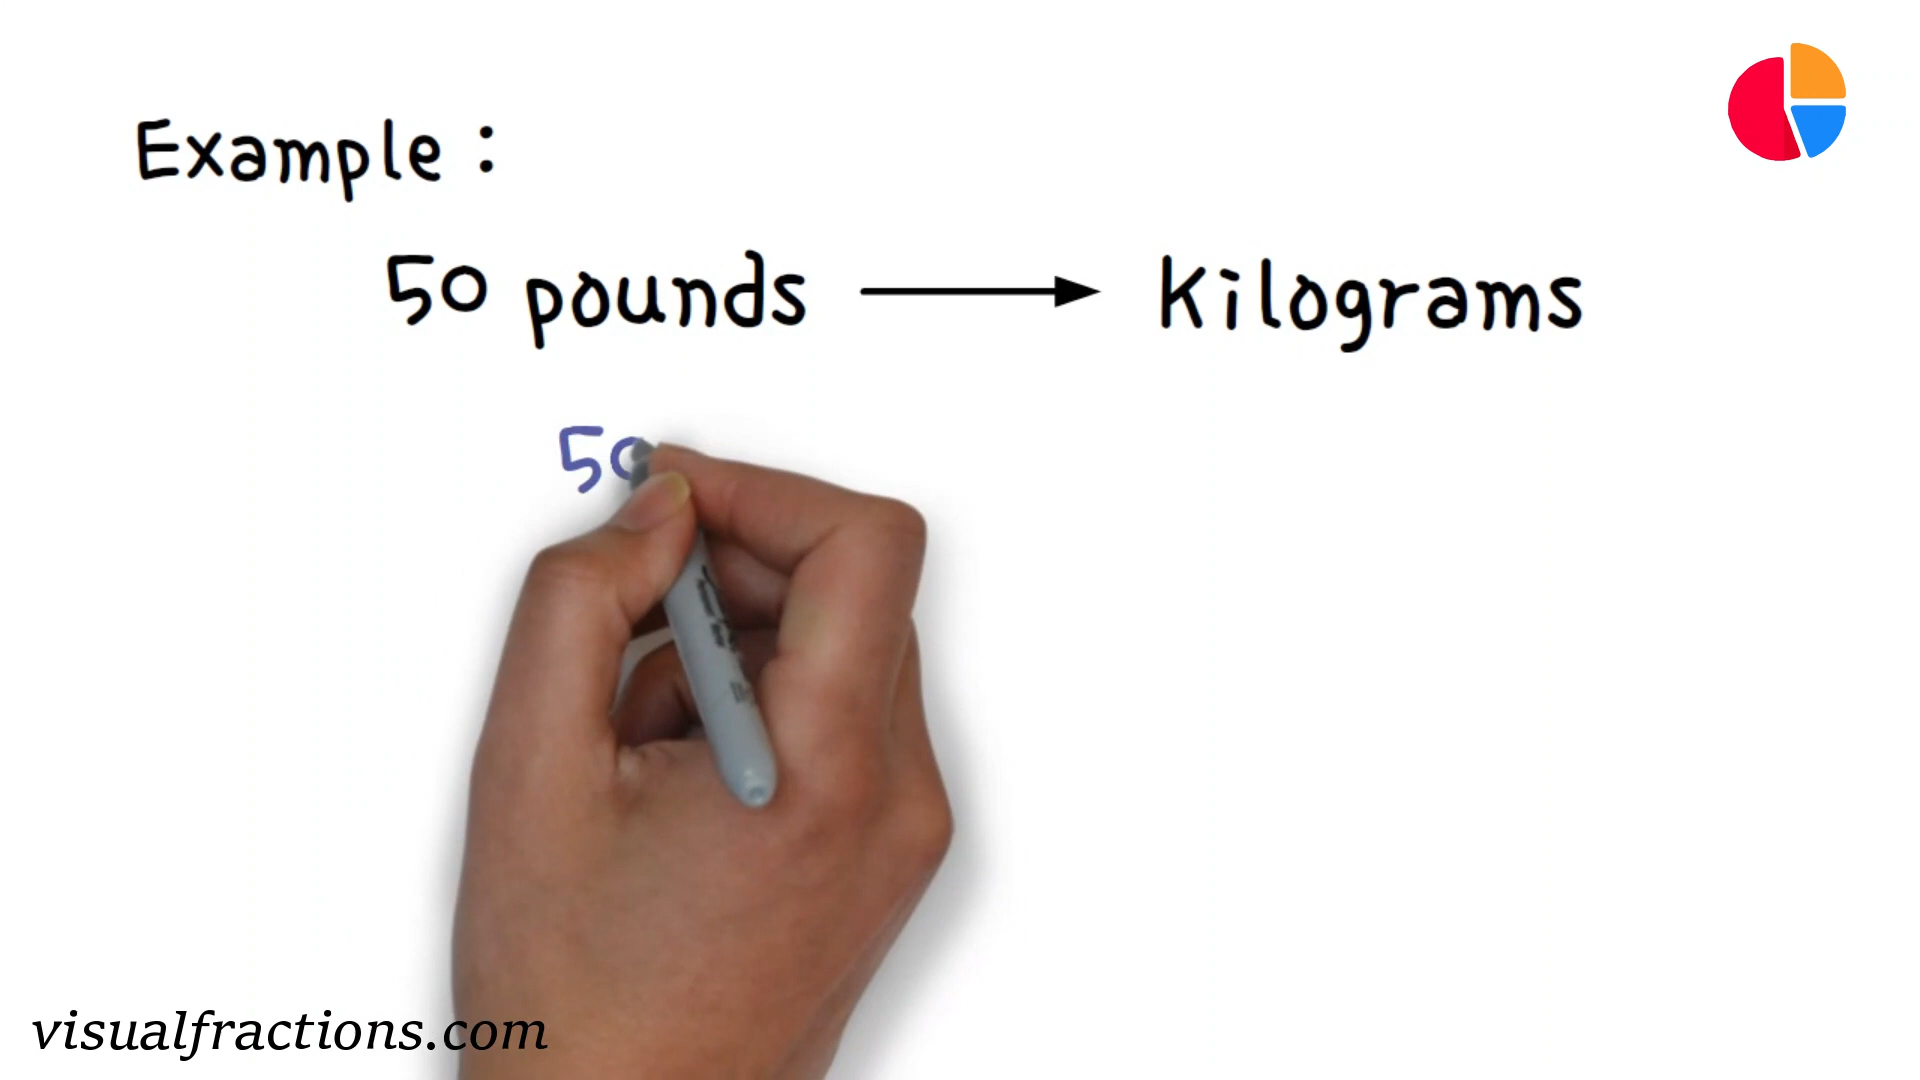 Example :
50 pounds → kilograms
50
visualfractions.com